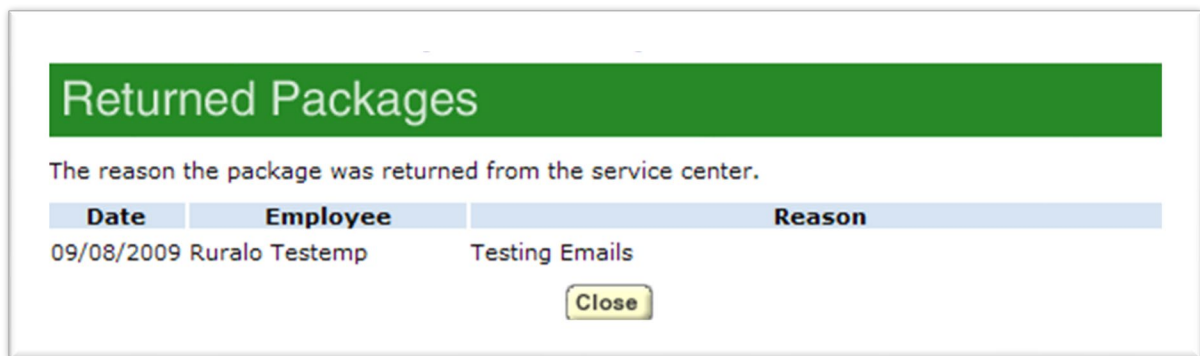 Returned Packages
The reason the package was returned from the service center.
Date Employee Reason
09/08/2009 Ruralo Testemp Testing Emails
Close